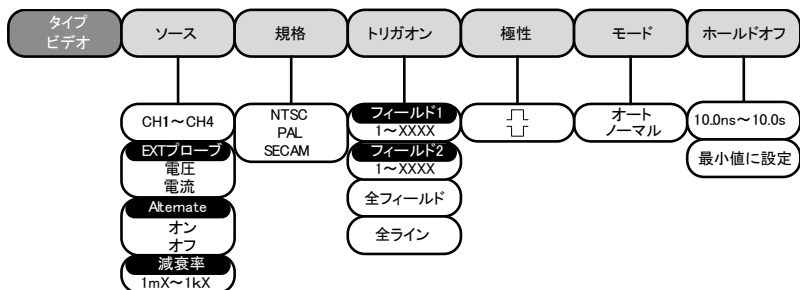 タイプ
ビデオ
ソース
規格
トリガオン
極性
モード
ホールドオフ
CH1～CH4
EXTプローブ
電圧
電流
Alternate
オン
オフ
減衰率
1mX～1kX
NTSC
PAL
SECAM
フィールド1
1～XXXX
フィールド2
1～XXXX
全フィールド
全ライン
オート
ノーマル
10.0ns～10.0s
最小値に設定